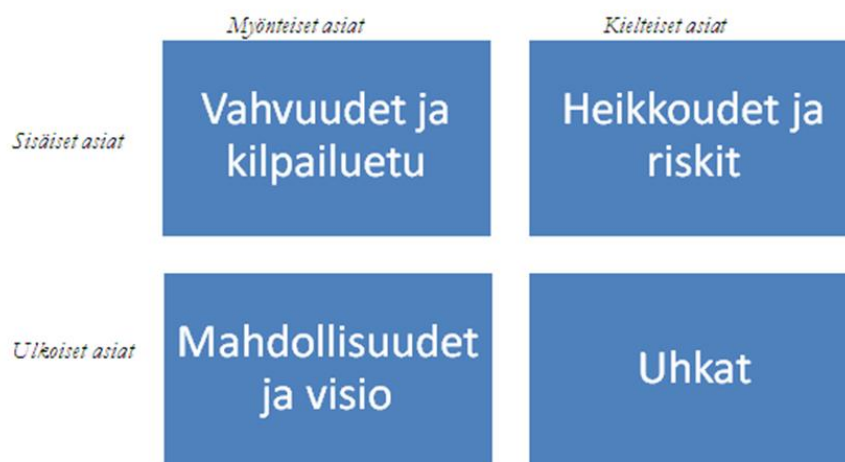 Myönteiset asiat
Kielteiset asiat
Sisäiset asiat
Vahvuudet ja
kilpailuetu
Heikkoudet ja
riskit
Ulkoiset asiat
Mahdollisuudet
ja visio
Uhkat